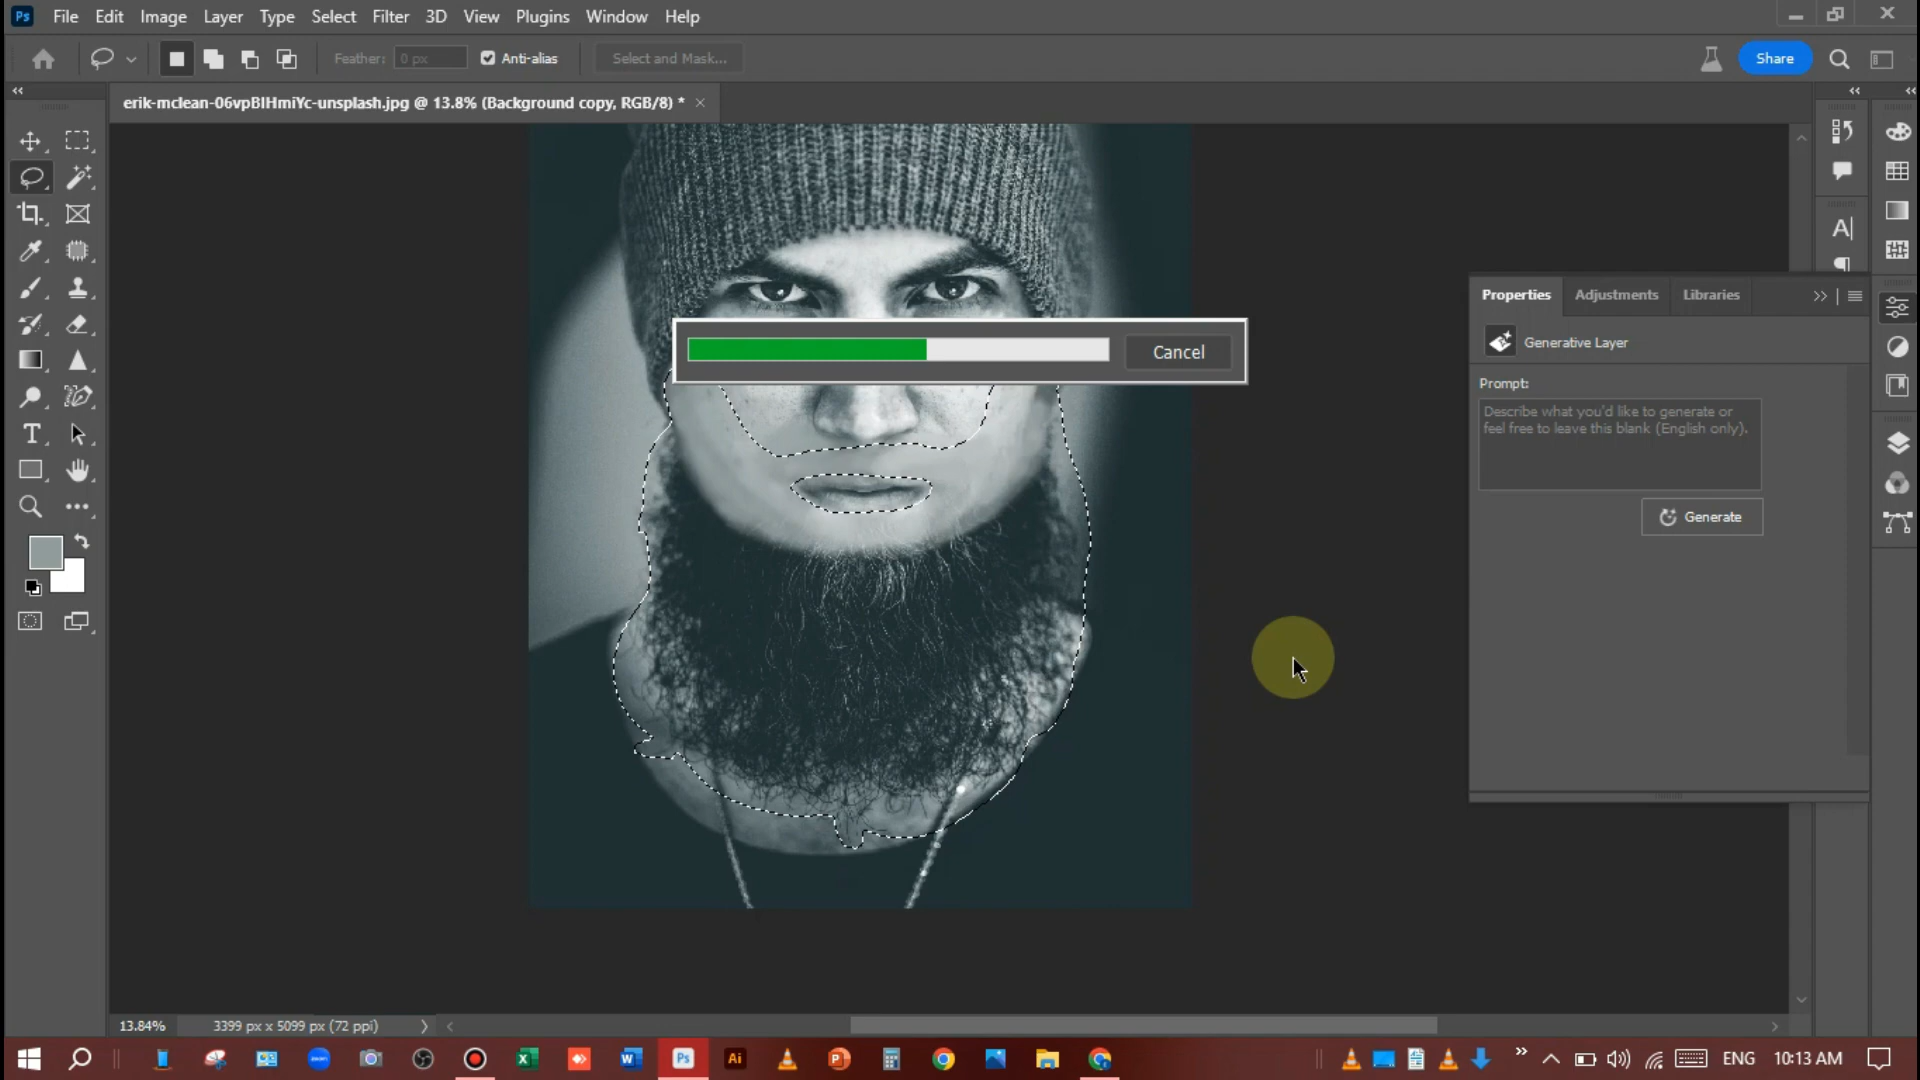 Ps File Edit Image Layer Type Select Filter 3D View Plugins Window Help
Feather: 0 px Anti-alias Select and Mask... Share
erik-mclean-06vpBIHmiYc-unsplash.jpg @ 13.8% (Background copy, RGB/8) *
Cancel
Properties Adjustments Libraries
Generative Layer
Prompt:
Describe what you'd like to generate or
feel free to leave this blank (English only).
Generate
13.84% 3399 px x 5099 px (72 ppi)
Ps Ai ENG 10:13 AM